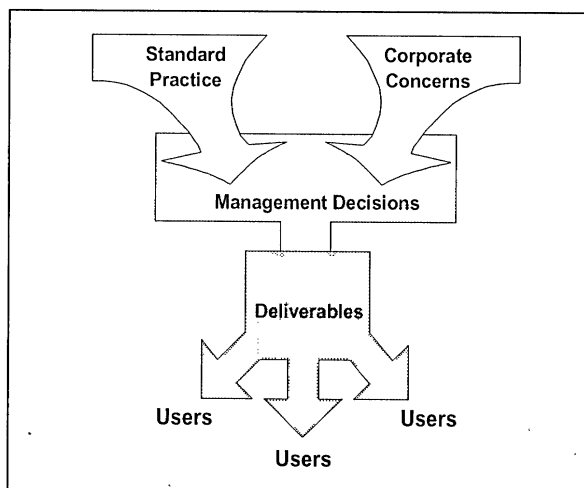 Standard
Practice
Corporate
Concerns
Management Decisions
Deliverables
Users
Users
Users